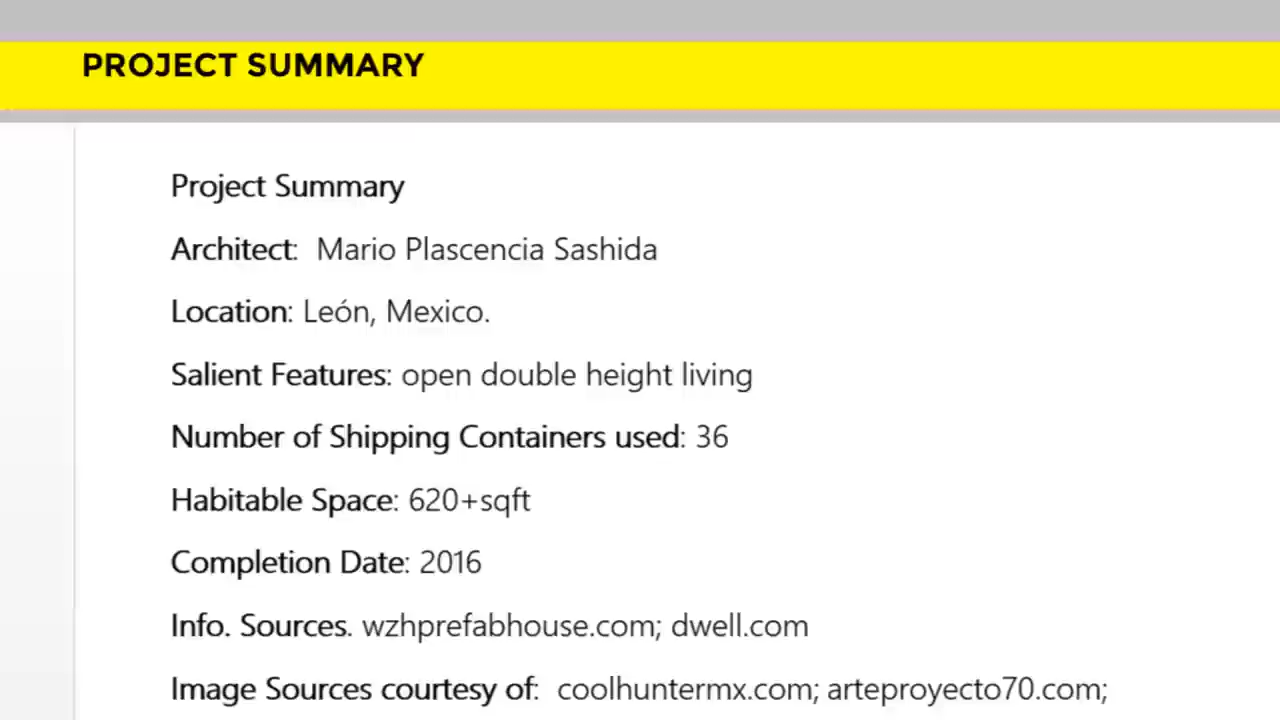 PROJECT SUMMARY
Project Summary
Architect: Mario Plascencia Sashida
Location: León, Mexico.
Salient Features: open double height living
Number of Shipping Containers used: 36
Habitable Space: 620+sqft
Completion Date: 2016
Info. Sources. wzhprefabhouse.com; dwell.com
Image Sources courtesy of: coolhuntermx.com; arteproyecto70.com;